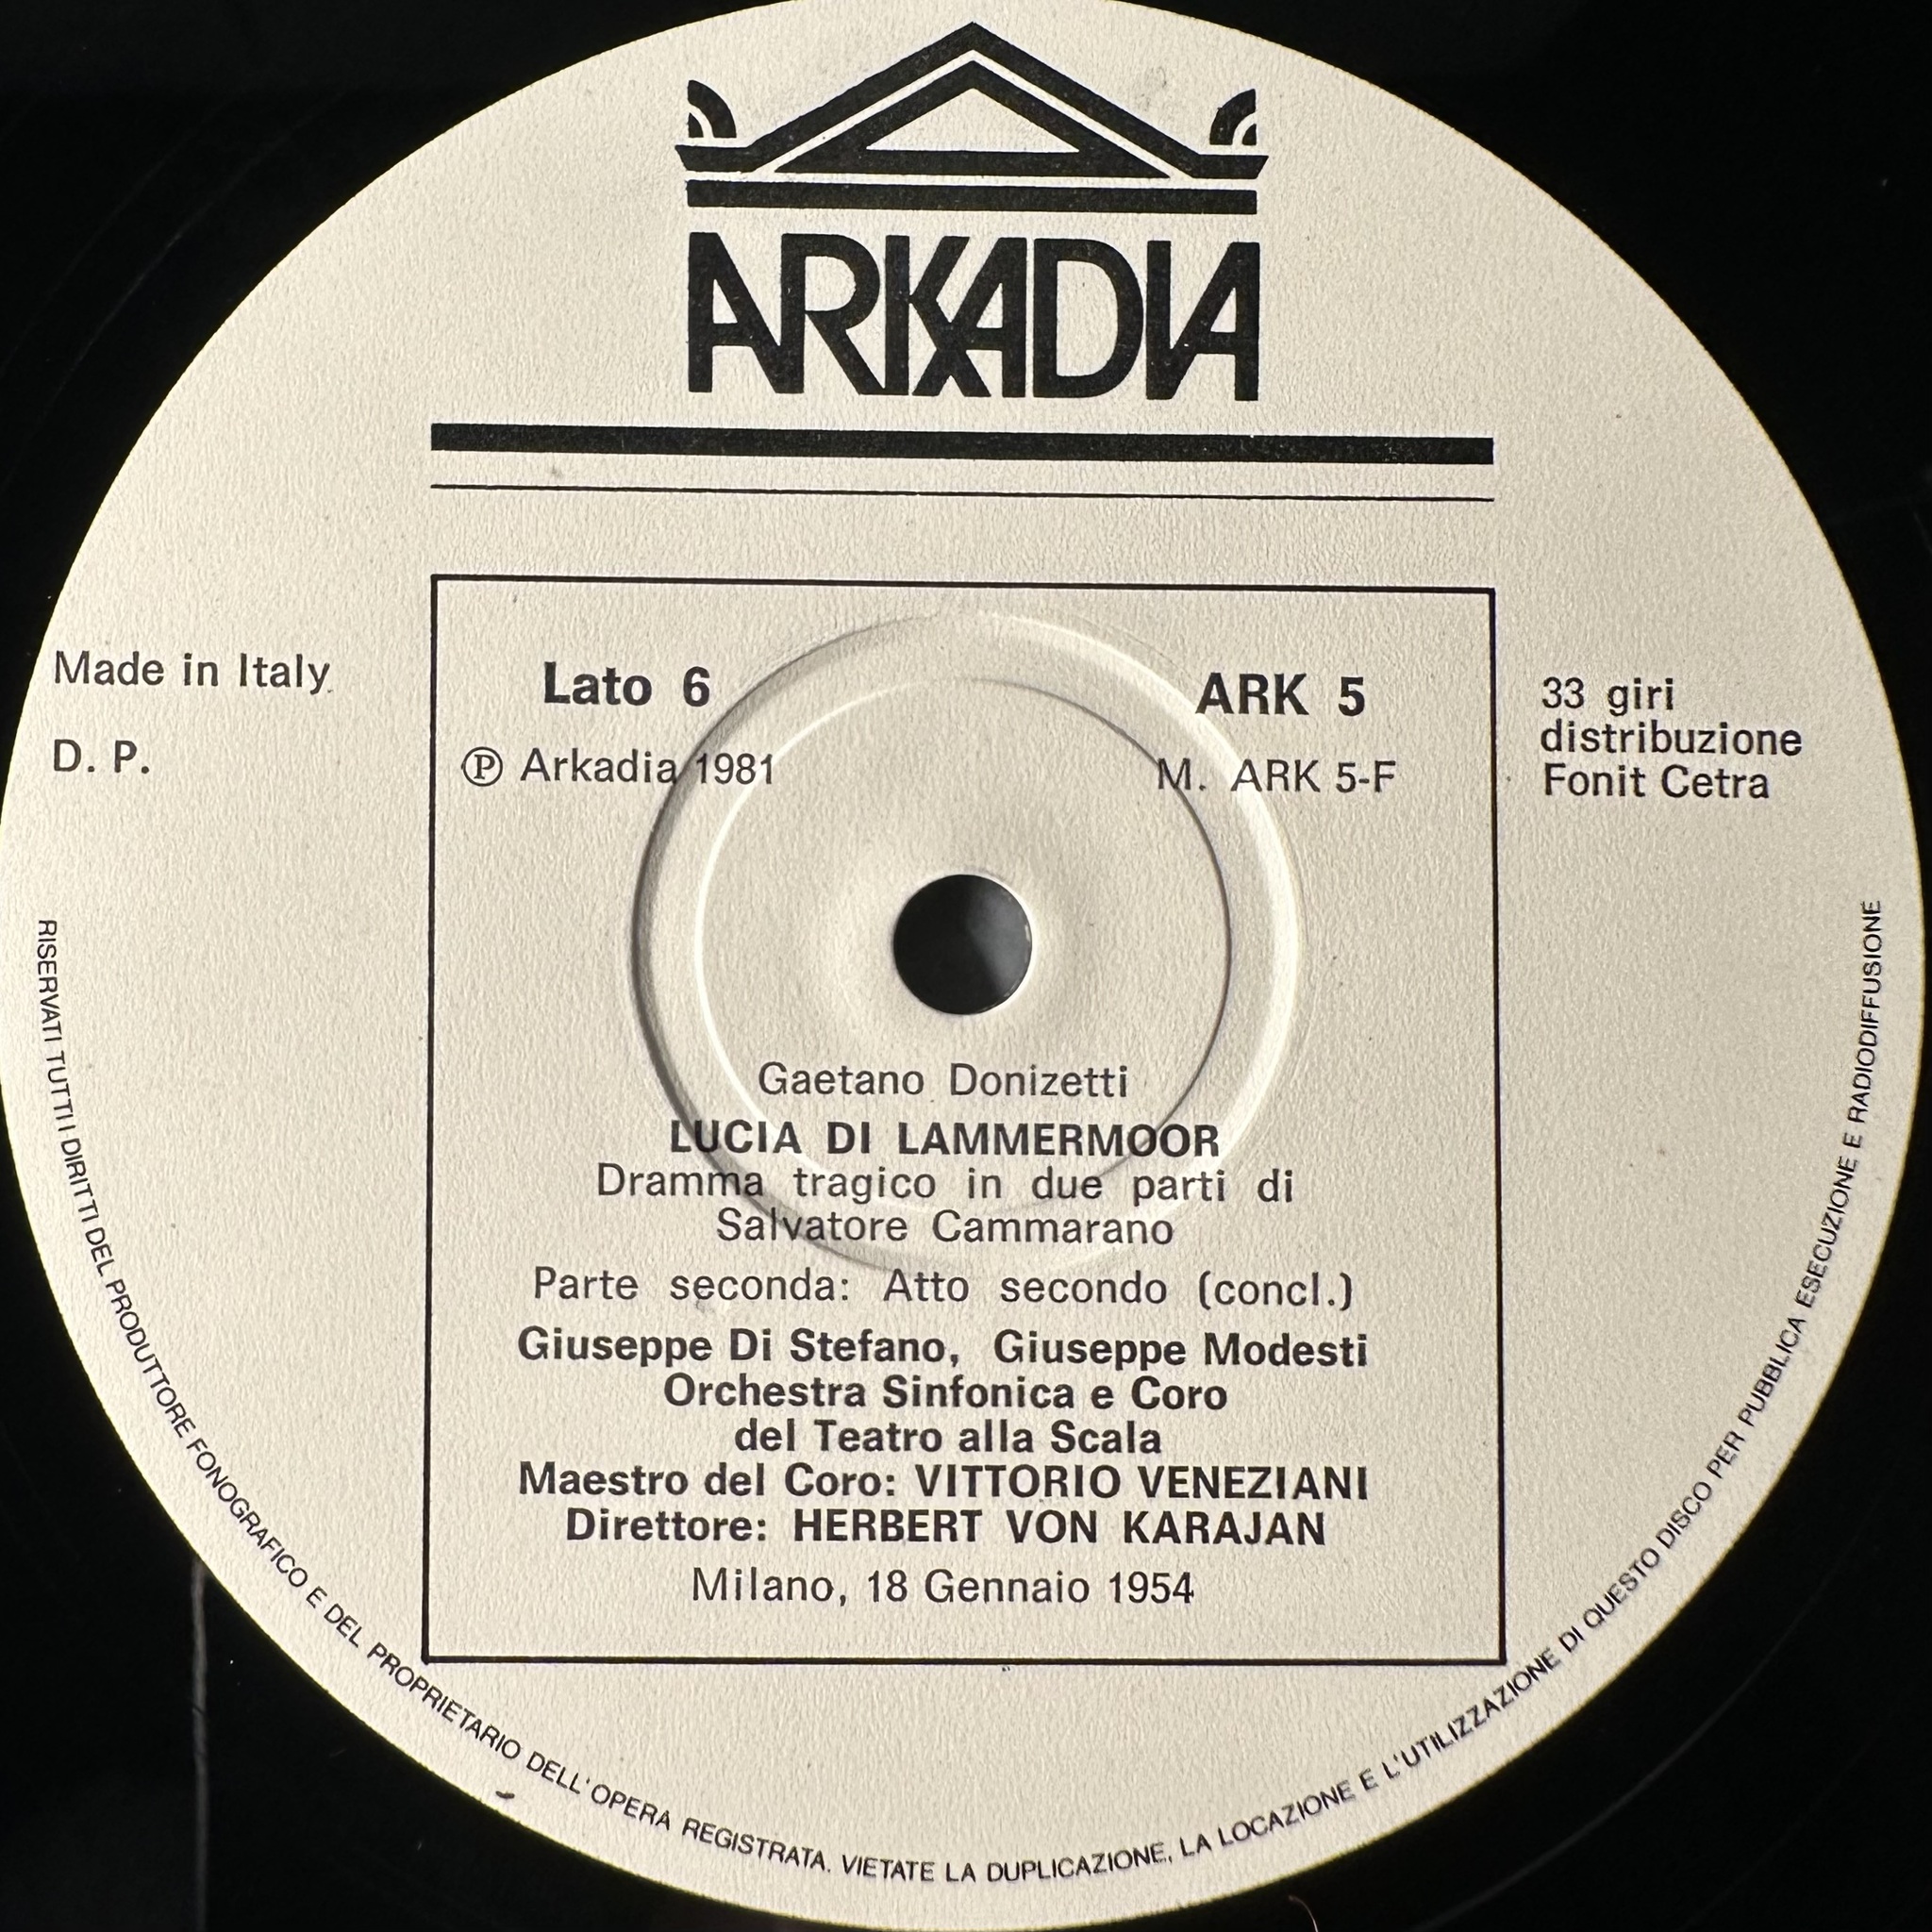 ARKADIA
Made in Italy
D. P.
Lato 6
ARK 5
℗ Arkadia 1981
M. ARK 5-F
33 giri
distribuzione
Fonit Cetra
Gaetano Donizetti
LUCIA DI LAMMERMOOR
Dramma tragico in due parti di
Salvatore Cammarano
Parte seconda: Atto secondo (concl.)
Giuseppe Di Stefano, Giuseppe Modesti
Orchestra Sinfonica e Coro
del Teatro alla Scala
Maestro del Coro: VITTORIO VENEZIANI
Direttore: HERBERT VON KARAJAN
Milano, 18 Gennaio 1954
RISERVATI TUTTI I DIRITTI DEL PRODUTTORE FONOGRAFICO E DEL PROPRIETARIO DELL'OPERA REGISTRATA. VIETATE LA DUPLICAZIONE, LA LOCAZIONE E L'UTILIZZAZIONE DI QUESTO DISCO PER PUBBLICA ESECUZIONE E RADIODIFFUSIONE